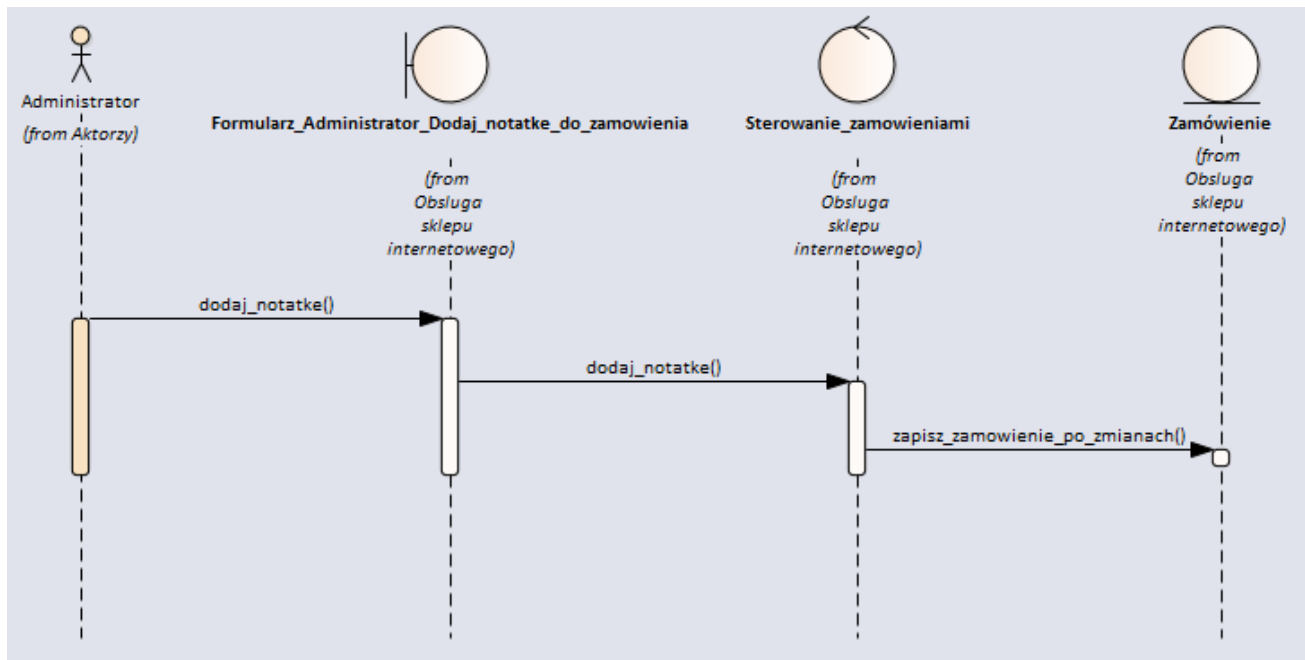 Administrator
(from Aktorzy)
Formularz_Administrator_Dodaj_notatke_do_zamowienia
(from
Obsluga
sklepu
internetowego)
Sterowanie_zamowieniami
(from
Obsluga
sklepu
internetowego)
Zamówienie
(from
Obsluga
sklepu
internetowego)
dodaj_notatke()
dodaj_notatke()
zapisz_zamowienie_po_zmianach()